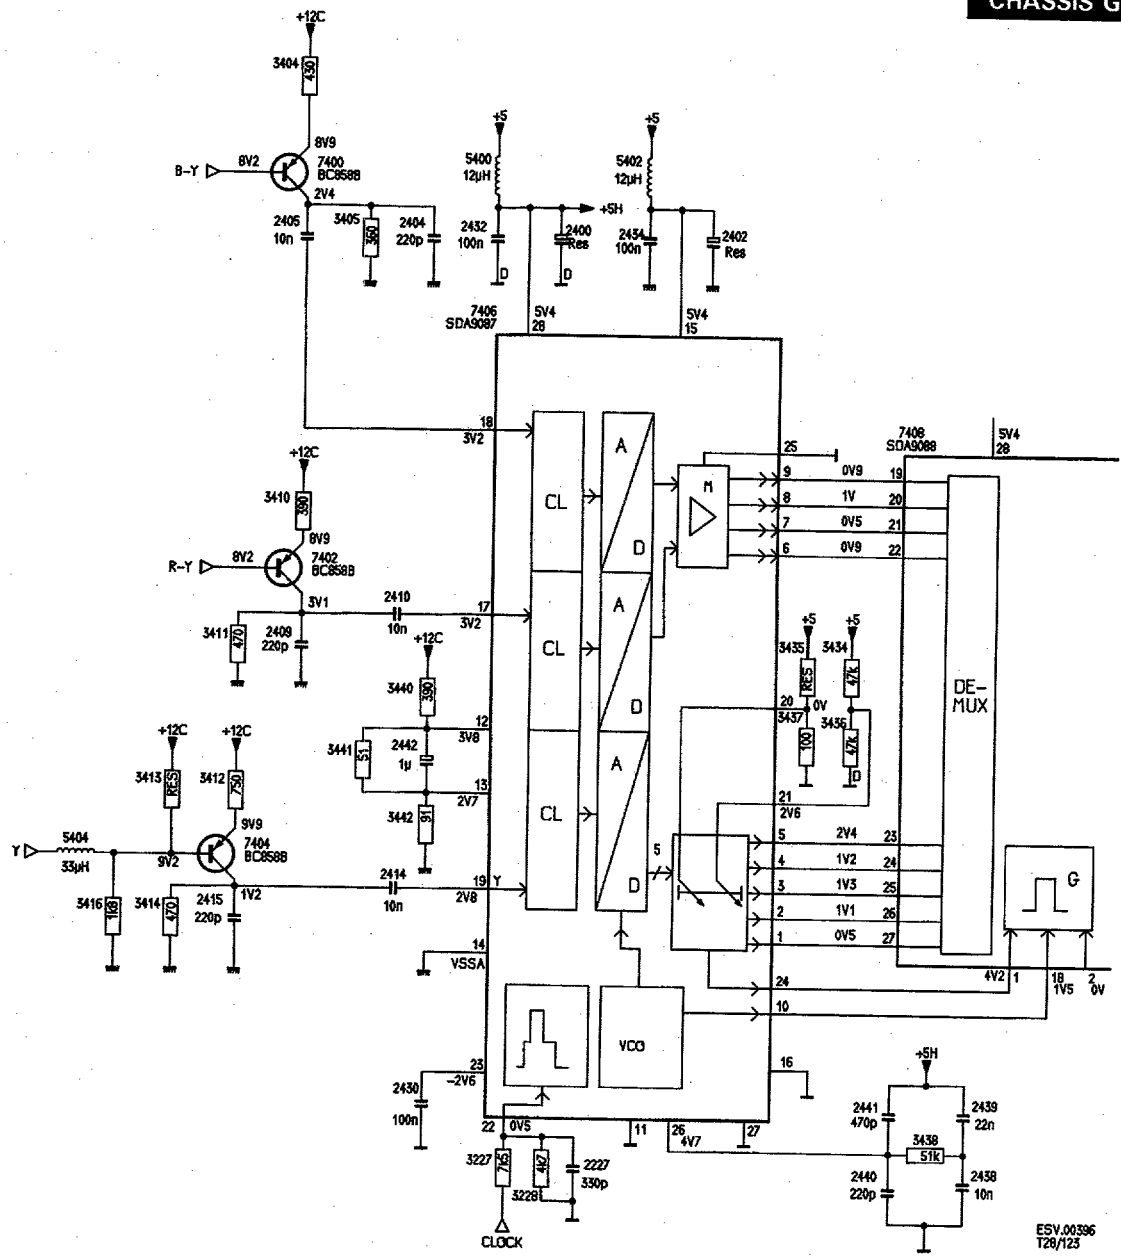 CHASSIS G
+12C
3404
430
8V9
8V2
7400
BC858B
B-Y
2V4
2405
10n
3405
360
2404
220p
+5
5400
12µH
+5H
2432
100n
2400
Res
D
D
+5
5402
12µH
2434
100n
2402
Res
7406
SDA9087
5V4
28
5V4
15
18
3V2
CL
A
D
M
25
9
0V9
19
8
1V
20
7
0V5
21
6
0V9
22
7408
SDA9088
5V4
28
+12C
3410
390
8V9
8V2
7402
BC858B
R-Y
3V1
2410
10n
17
3V2
3411
470
2409
220p
CL
A
D
+12C
3440
390
12
3V8
3441
51
2442
1µ
13
2V7
3442
91
+5
+5
3435
RES
3434
47k
20
0V
3437
100
3436
47k
D
21
2V6
DE-
MUX
+12C
+12C
3413
RES
3412
750
9V9
5404
Y
33µH
9V2
7404
BC858B
1V2
2414
10n
19
Y
2V8
3416
1k8
3414
470
2415
220p
CL
A
D
5
5
2V4
23
4
1V2
24
3
1V3
25
2
1V1
26
1
0V5
27
G
14
VSSA
24
4V2
1
18
1V5
2
0V
10
VCO
16
23
-2V6
2430
100n
22
0V5
11
26
4V7
27
3227
7k5
3228
4k7
2227
330p
CLOCK
+5H
2441
470p
2439
22n
3438
51k
2440
220p
2438
10n
ESV.00396
T28/123